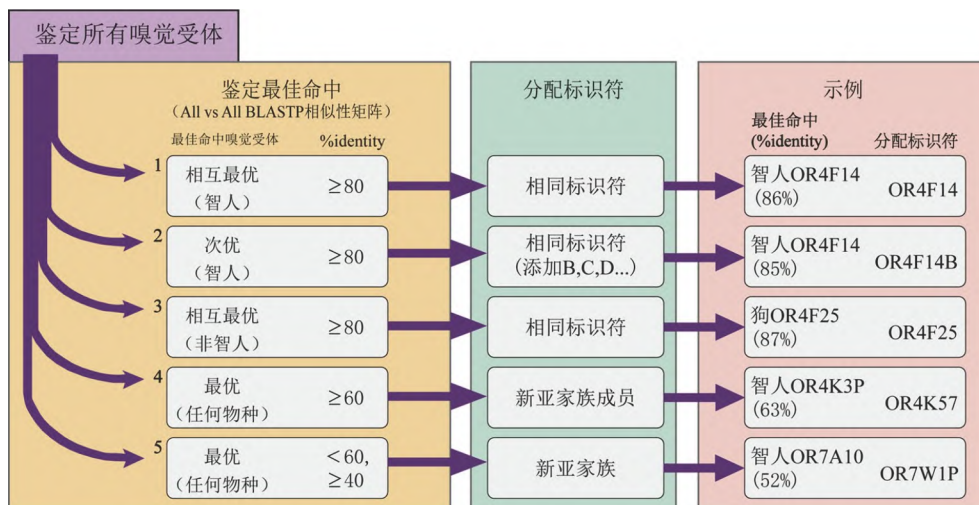 鉴定所有嗅觉受体
鉴定最佳命中
(All vs All BLASTP相似性矩阵)
最佳命中嗅觉受体 %identity
分配标识符
示例
最佳命中
(%identity) 分配标识符
1
相互最优
(智人)
≥80
相同标识符
智人OR4F14
(86%)
OR4F14
2
次优
(智人)
≥80
相同标识符
(添加B,C,D...)
智人OR4F14
(85%)
OR4F14B
3
相互最优
(非智人)
≥80
相同标识符
狗OR4F25
(87%)
OR4F25
4
最优
(任何物种)
≥60
新亚家族成员
智人OR4K3P
(63%)
OR4K57
5
最优
(任何物种)
<60,
≥40
新亚家族
智人OR7A10
(52%)
OR7W1P